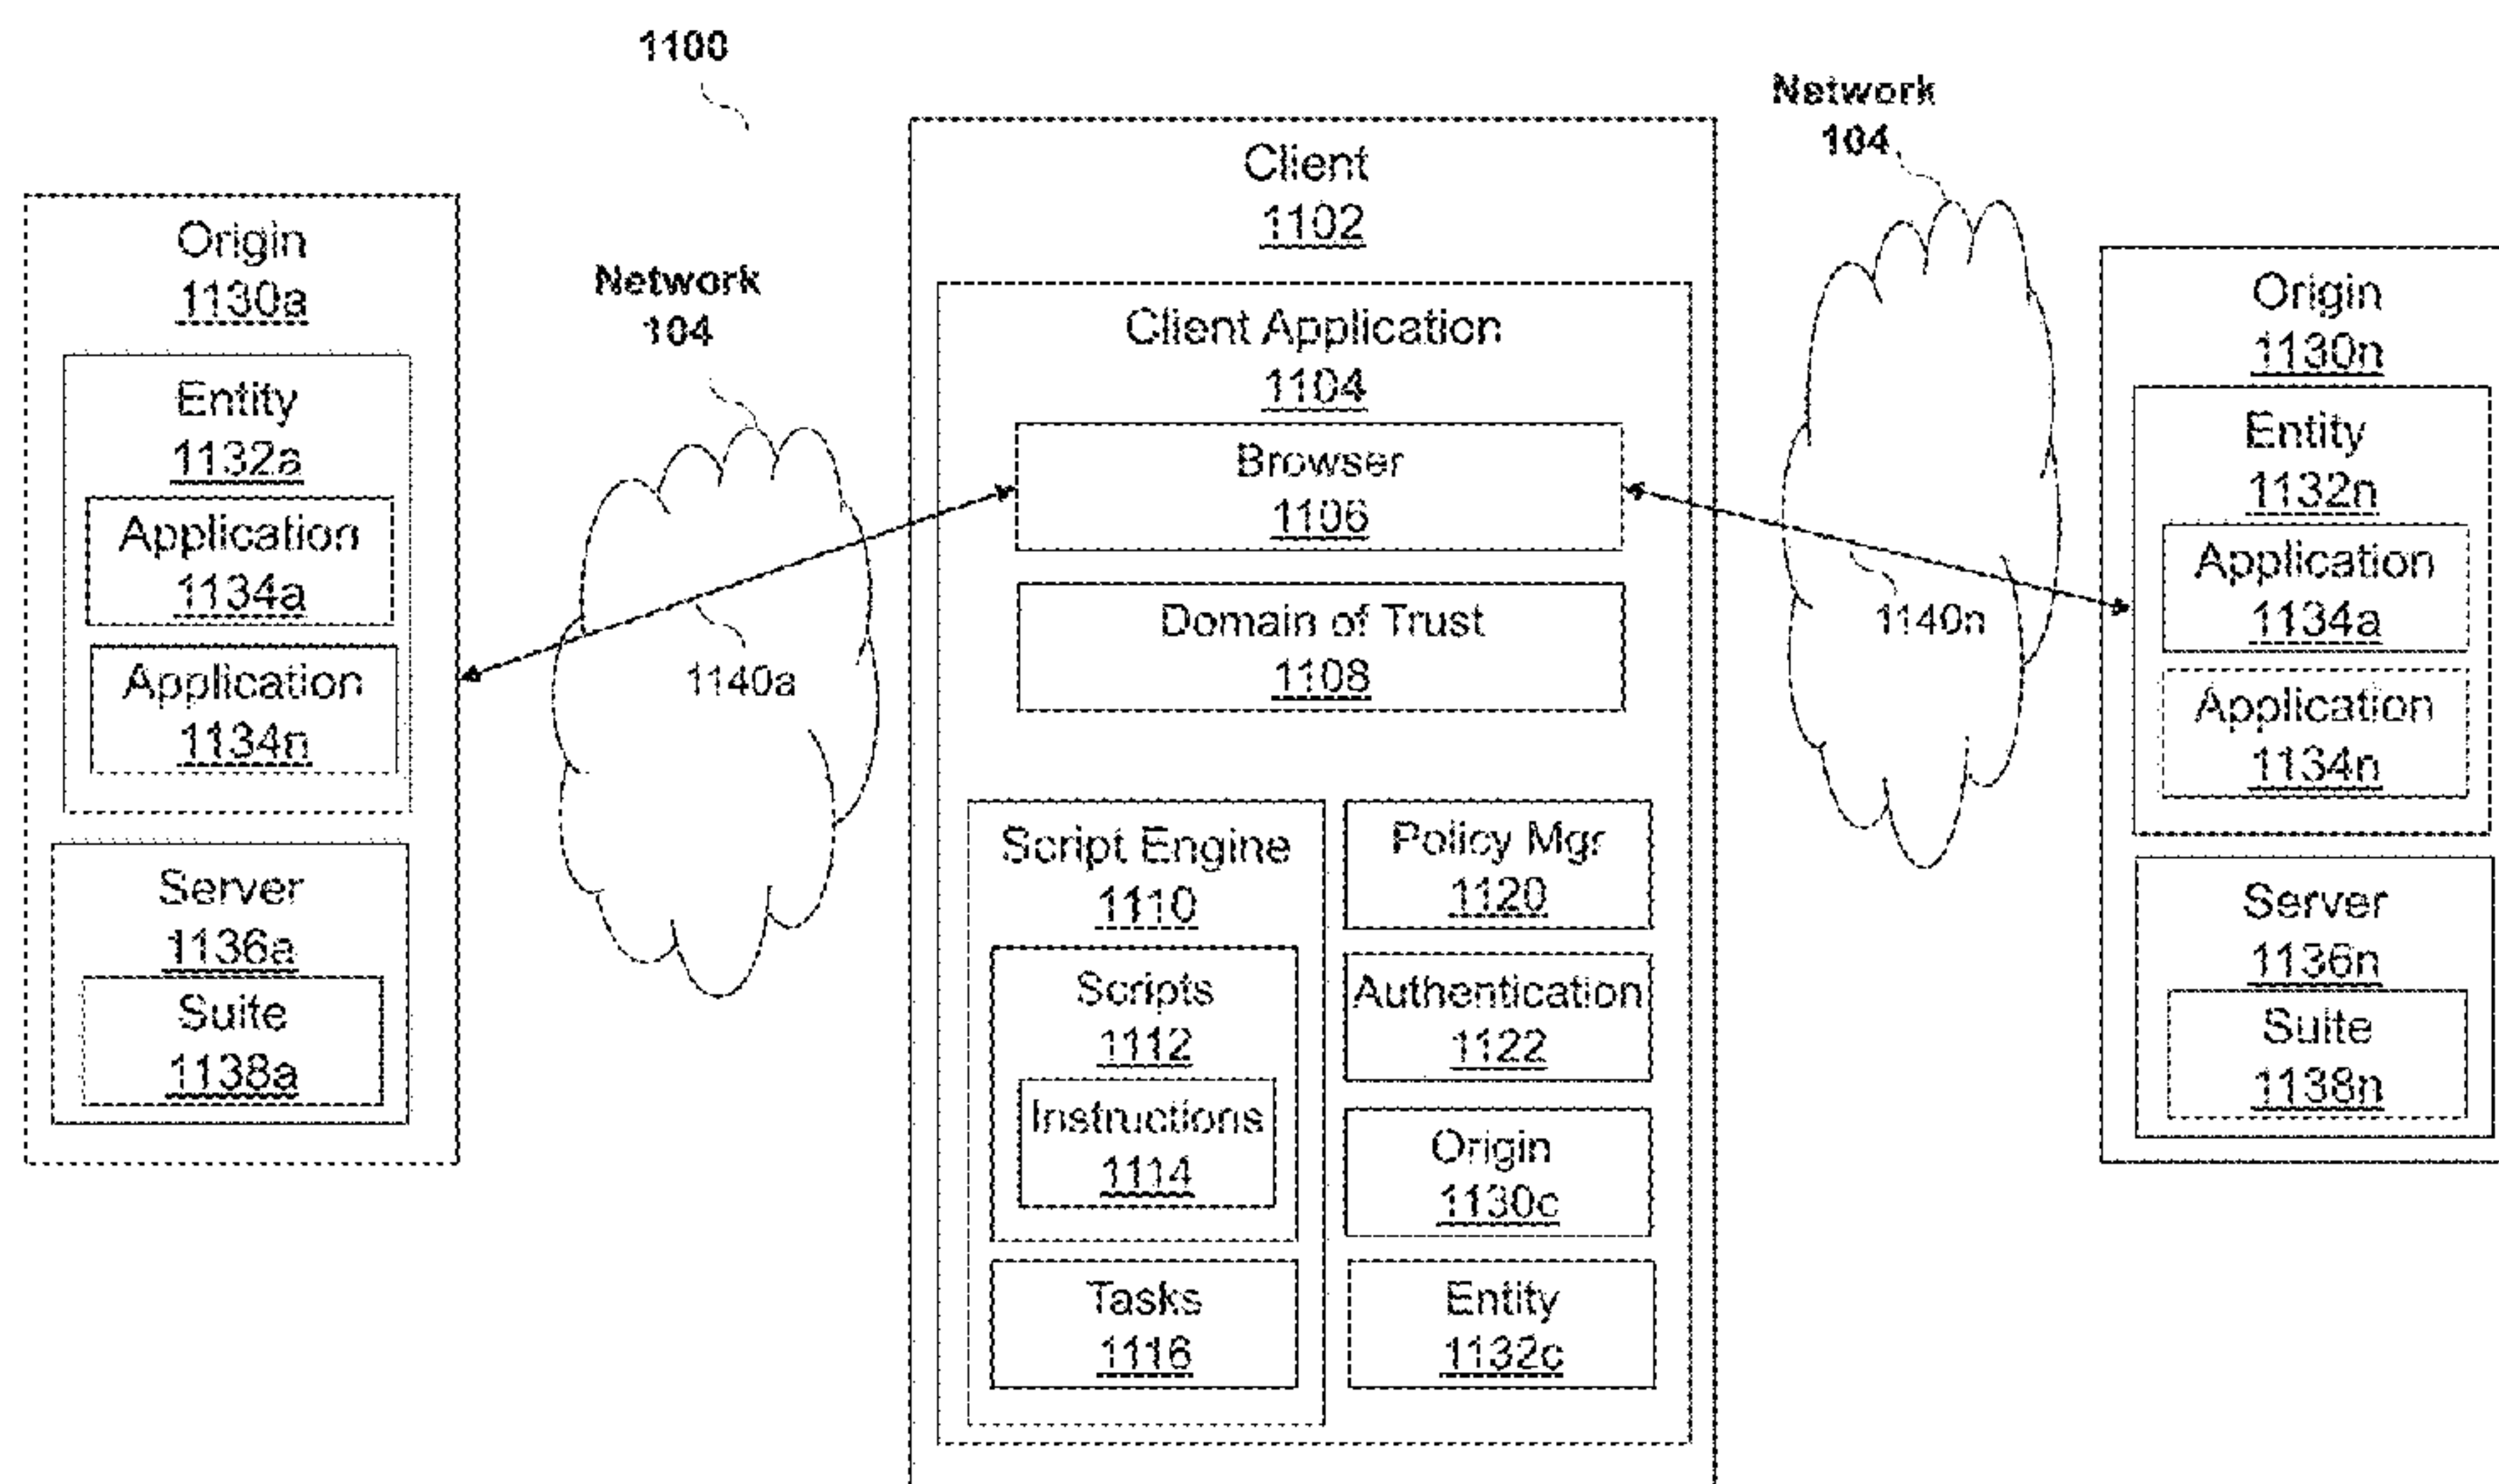 1100
Network
104
Client
1102
Origin
1130a
Network
104
Origin
1130n
Client Application
1104
Entity
1132a
Entity
1132n
Browser
1106
Application
1134a
Application
1134a
Domain of Trust
1108
1140a
1140n
Application
1134n
Application
1134n
Script Engine
1110
Policy Mgr
1120
Server
1136a
Server
1136n
Scripts
1112
Authentication
1122
Suite
1138a
Suite
1138n
Instructions
1114
Origin
1130c
Tasks
1116
Entity
1132c